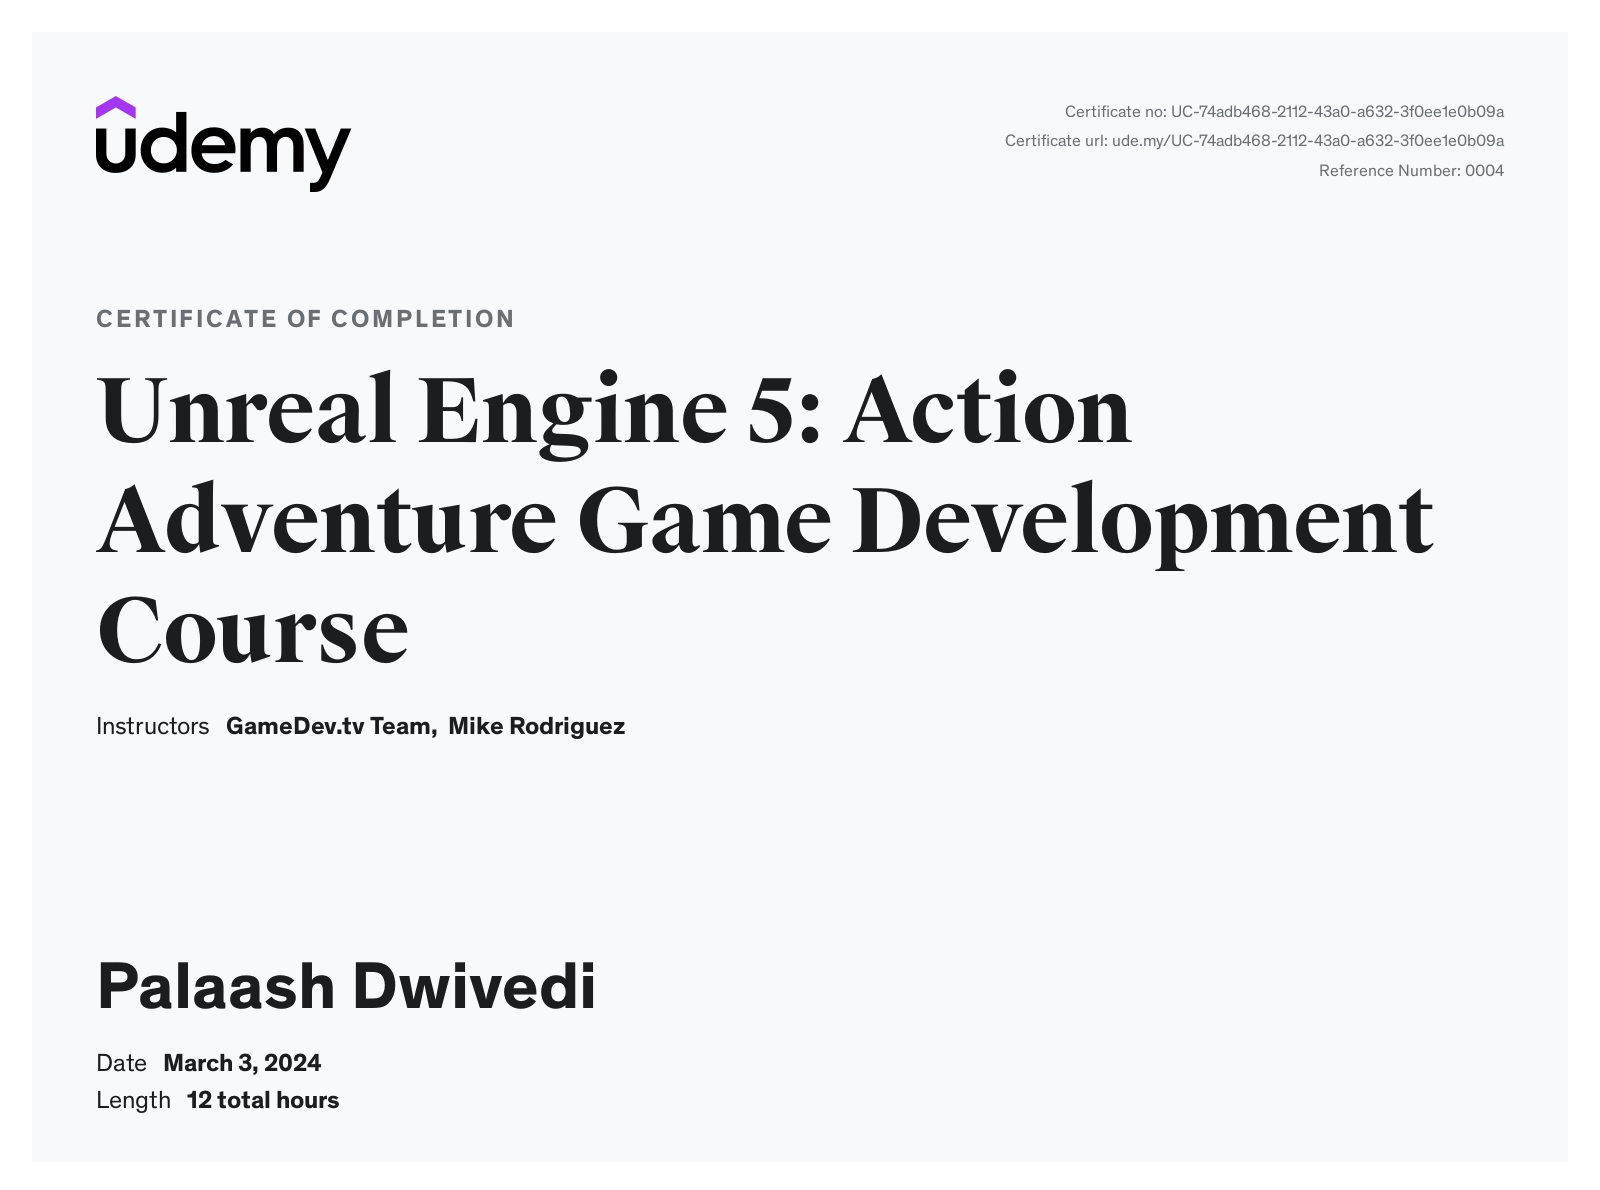 udemy
Certificate no: UC-74adb468-2112-43a0-a632-3f0ee1e0b09a
Certificate url: ude.my/UC-74adb468-2112-43a0-a632-3f0ee1e0b09a
Reference Number: 0004
CERTIFICATE OF COMPLETION
Unreal Engine 5: Action
Adventure Game Development
Course
Instructors GameDev.tv Team, Mike Rodriguez
Palaash Dwivedi
Date March 3, 2024
Length 12 total hours